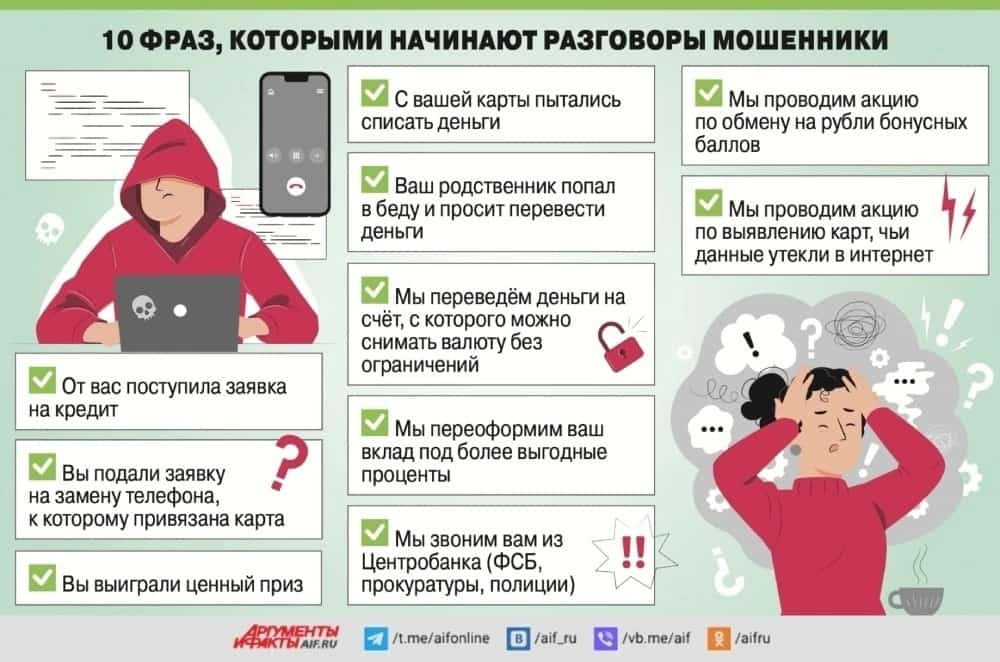 10 ФРАЗ, КОТОРЫМИ НАЧИНАЮТ РАЗГОВОРЫ МОШЕННИКИ
От вас поступила заявка
на кредит
Вы подали заявку
на замену телефона,
к которому привязана карта
Вы выиграли ценный приз
С вашей карты пытались
списать деньги
Ваш родственник попал
в беду и просит перевести
деньги
Мы переведём деньги на
счёт, с которого можно
снимать валюту без
ограничений
Мы переоформим ваш
вклад под более выгодные
проценты
Мы звоним вам из
Центробанка (ФСБ,
прокуратуры, полиции)
Мы проводим акцию
по обмену на рубли бонусных
баллов
Мы проводим акцию
по выявлению карт, чьи
данные утекли в интернет
АРГУМЕНТЫ
И ФАКТЫ AIF.RU
/t.me/aifonline
/aif_ru
/vb.me/aif
/aifru